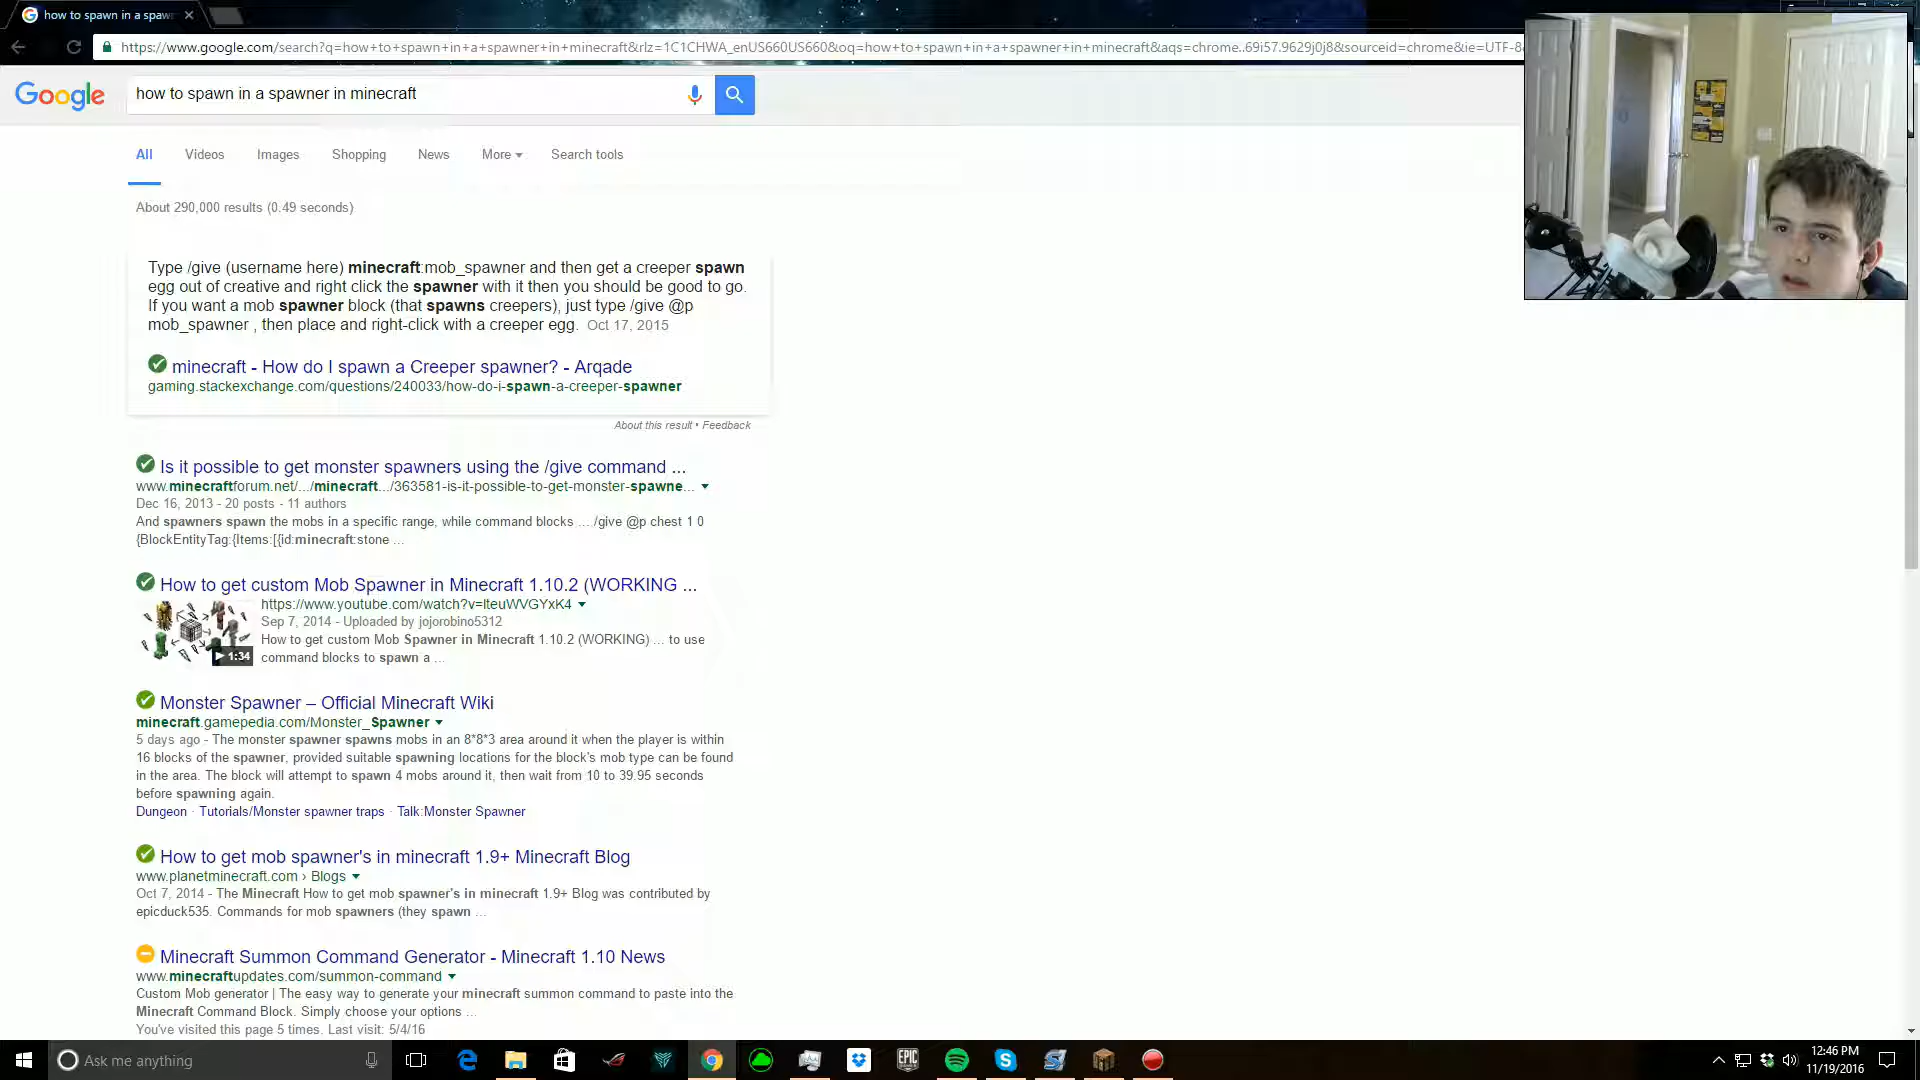 how to spawn in a spawn
https://www.google.com/search?q=how+to+spawn+in+a+spawner+in+minecraft&rlz=1C1CHWA_enUS660US660&oq=how+to+spawn+in+a+spawner+in+minecraft&aqs=chrome..69i57.9629j0j8&sourceid=chrome&ie=UTF-8
Google
how to spawn in a spawner in minecraft
All Videos Images Shopping News More Search tools
About 290,000 results (0.49 seconds)
Type /give (username here) minecraft:mob_spawner and then get a creeper spawn
egg out of creative and right click the spawner with it then you should be good to go.
If you want a mob spawner block (that spawns creepers), just type /give @p
mob_spawner , then place and right-click with a creeper egg. Oct 17, 2015
minecraft - How do I spawn a Creeper spawner? - Arqade
gaming.stackexchange.com/questions/240033/how-do-i-spawn-a-creeper-spawner
About this result • Feedback
Is it possible to get monster spawners using the /give command ...
www.minecraftforum.net/.../minecraft.../363581-is-it-possible-to-get-monster-spawne...
Dec 16, 2013 - 20 posts - 11 authors
And spawners spawn the mobs in a specific range, while command blocks ..../give @p chest 1 0
{BlockEntityTag:{Items:[{id:minecraft:stone ...
How to get custom Mob Spawner in Minecraft 1.10.2 (WORKING ...
https://www.youtube.com/watch?v=IteuWVGYxK4
Sep 7, 2014 - Uploaded by jojorobino5312
How to get custom Mob Spawner in Minecraft 1.10.2 (WORKING) ... to use
command blocks to spawn a ...
1:34
Monster Spawner – Official Minecraft Wiki
minecraft.gamepedia.com/Monster_Spawner
5 days ago - The monster spawner spawns mobs in an 8*8*3 area around it when the player is within
16 blocks of the spawner, provided suitable spawning locations for the block's mob type can be found
in the area. The block will attempt to spawn 4 mobs around it, then wait from 10 to 39.95 seconds
before spawning again.
Dungeon · Tutorials/Monster spawner traps · Talk:Monster Spawner
How to get mob spawner's in minecraft 1.9+ Minecraft Blog
www.planetminecraft.com › Blogs
Oct 7, 2014 - The Minecraft How to get mob spawner's in minecraft 1.9+ Blog was contributed by
epicduck535. Commands for mob spawners (they spawn ...
Minecraft Summon Command Generator - Minecraft 1.10 News
www.minecraftupdates.com/summon-command
Custom Mob generator | The easy way to generate your minecraft summon command to paste into the
Minecraft Command Block. Simply choose your options ...
You've visited this page 5 times. Last visit: 5/4/16
Ask me anything
EPIC
GAMES
12:46 PM
11/19/2016